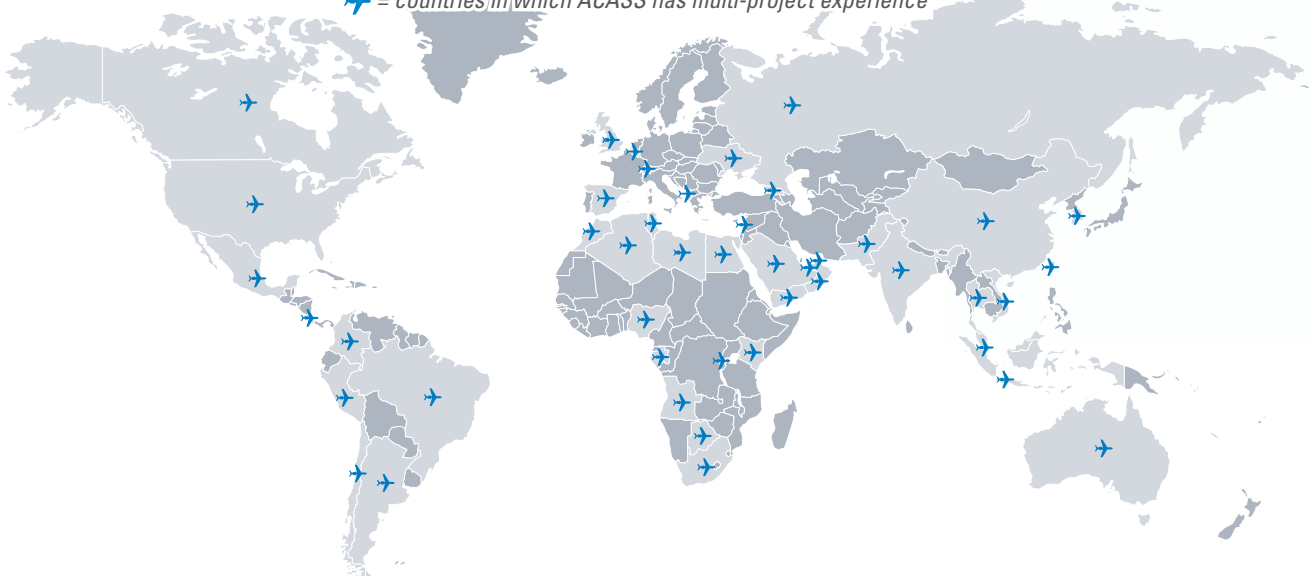 = countries in which ACASS has multi-project experience